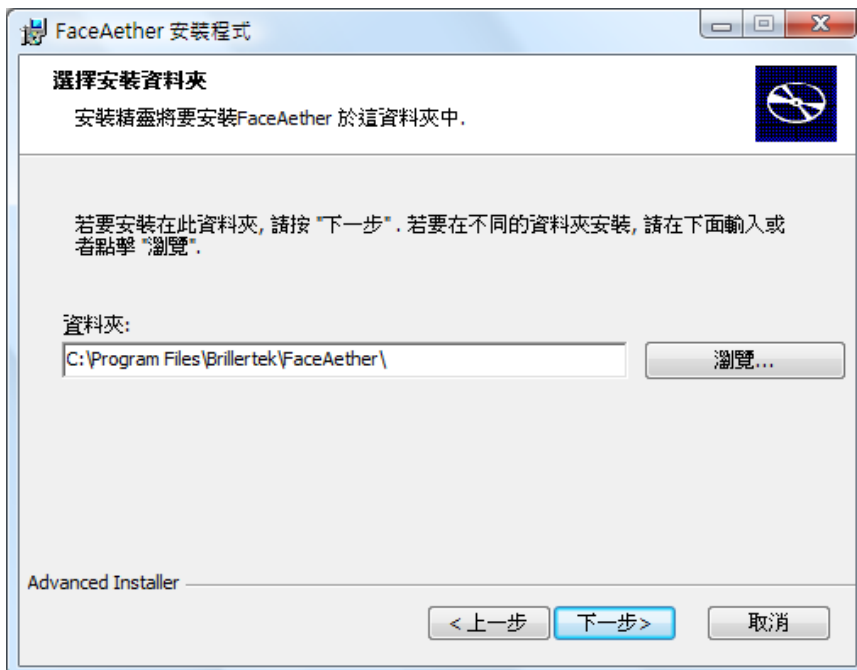 FaceAether 安裝程式
選擇安裝資料夾
安裝精靈將要安裝FaceAether 於這資料夾中.
若要安裝在此資料夾, 請按 "下一步" . 若要在不同的資料夾安裝, 請在下面輸入或
者點擊 "瀏覽".
資料夾:
C:\Program Files\Brillertek\FaceAether\
瀏覽...
Advanced Installer
< 上一步
下一步 >
取消